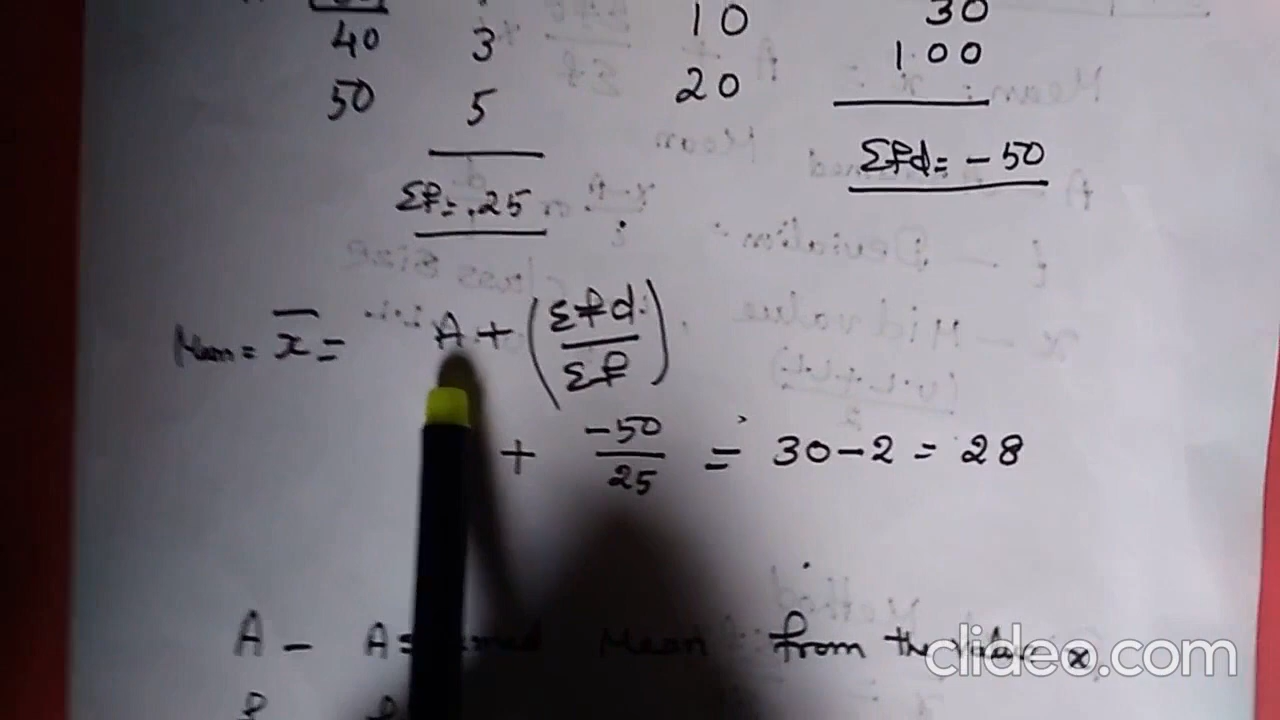 10 30
40 3 100
50 5 20
Σfd = -50
Σf = .25
Mean = x̄ = A + (Σfd / Σf)
+ -50/25 = 30 - 2 = 28
A - Mean from the value x
clideo.com